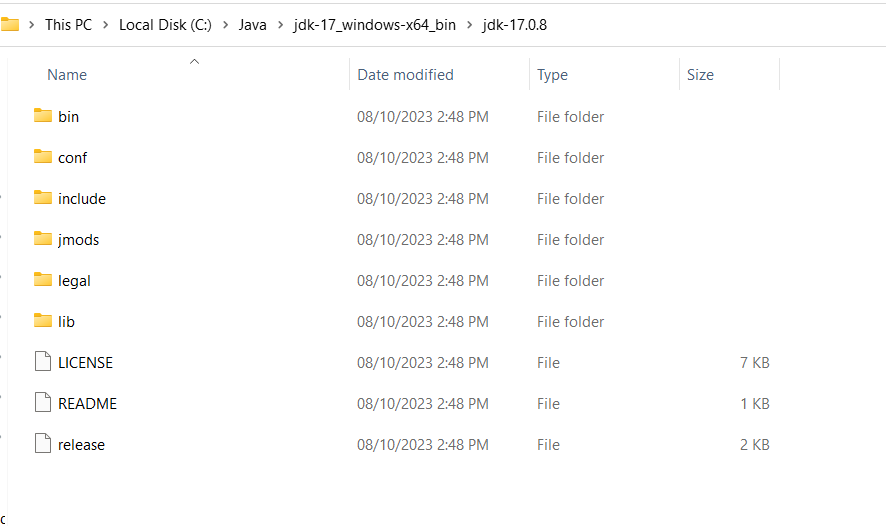 This PC > Local Disk (C:) > Java > jdk-17_windows-x64_bin > jdk-17.0.8
Name Date modified Type Size
bin 08/10/2023 2:48 PM File folder
conf 08/10/2023 2:48 PM File folder
include 08/10/2023 2:48 PM File folder
jmods 08/10/2023 2:48 PM File folder
legal 08/10/2023 2:48 PM File folder
lib 08/10/2023 2:48 PM File folder
LICENSE 08/10/2023 2:48 PM File 7 KB
README 08/10/2023 2:48 PM File 1 KB
release 08/10/2023 2:48 PM File 2 KB